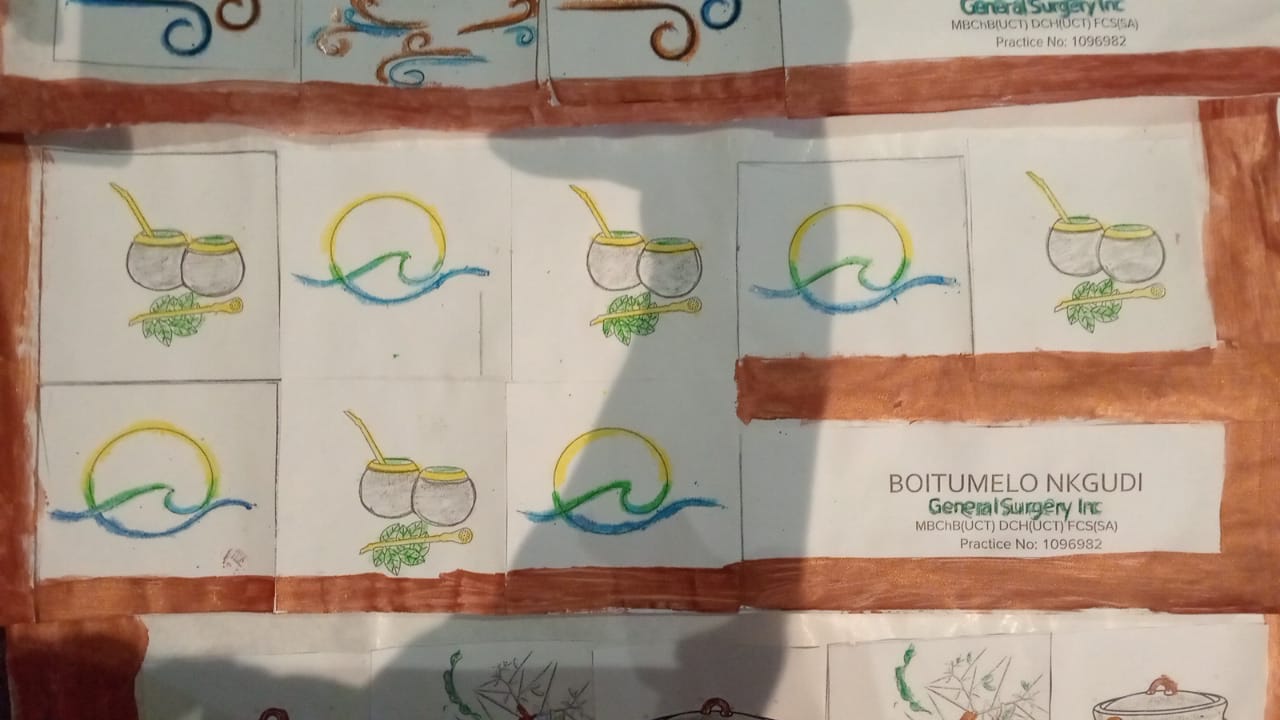 General Surgery Inc
MBChB(UCT) DCH(UCT) FCS(SA)
Practice No: 1096982
BOITUMELO NKGUDI
General Surgery Inc
MBChB(UCT) DCH(UCT) FCS(SA)
Practice No: 1096982